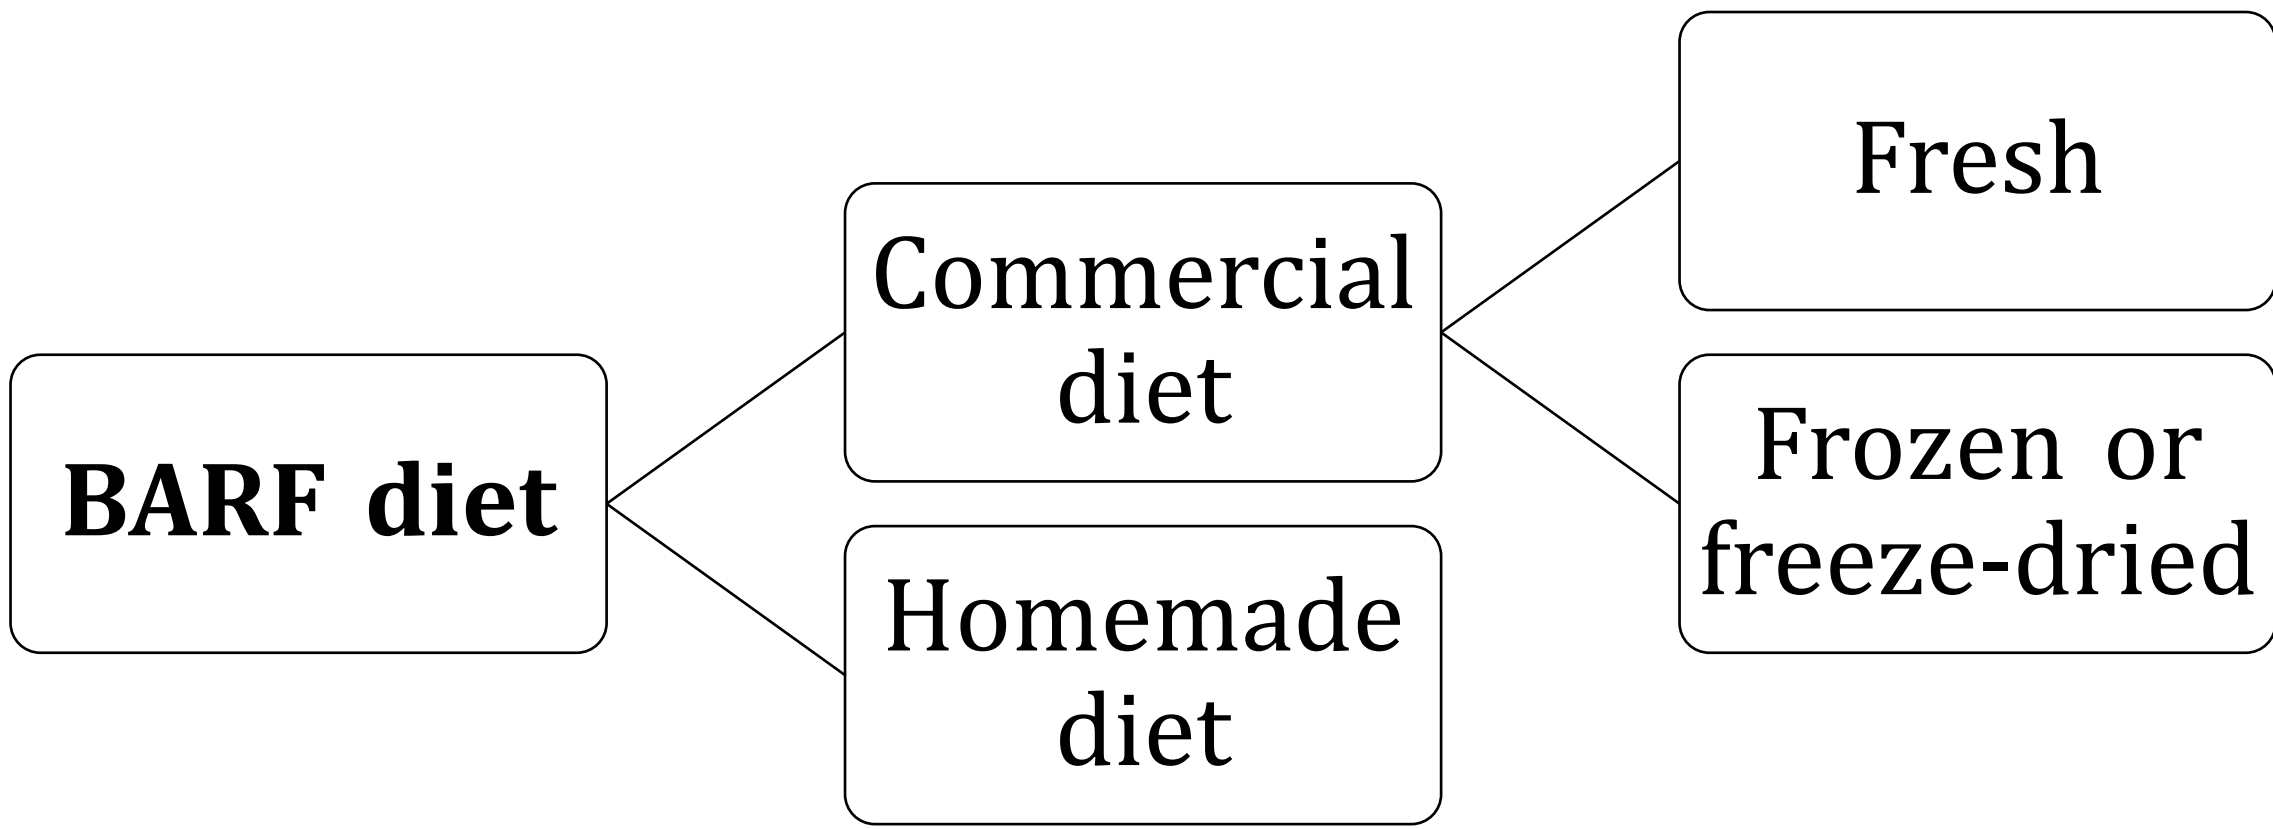 BARF diet
Commercial
diet
Homemade
diet
Fresh
Frozen or
freeze-dried